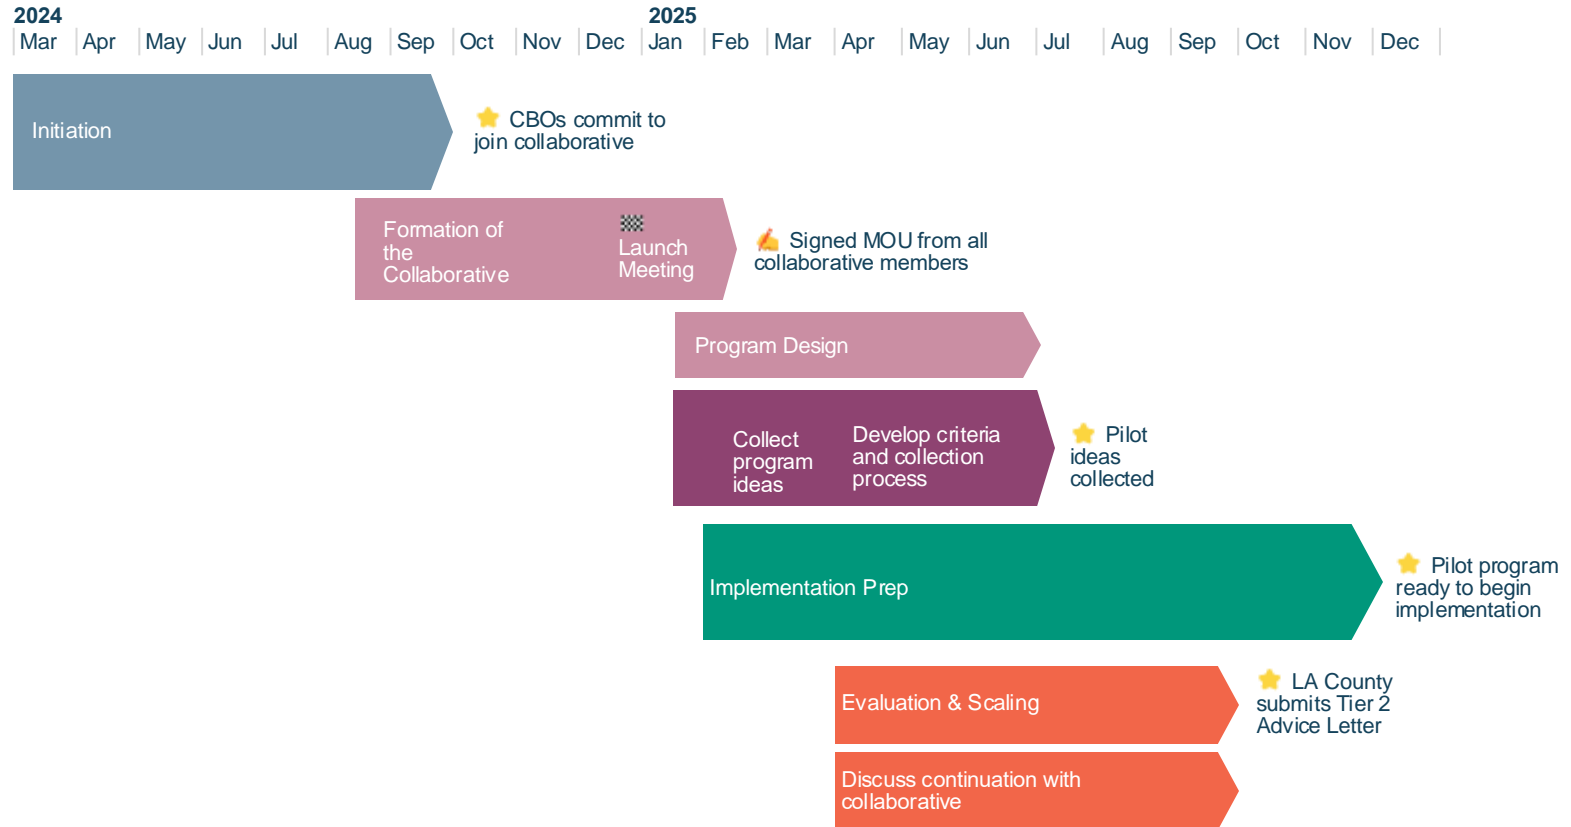 2024
2025
Mar Apr May Jun Jul Aug Sep Oct Nov Dec Jan Feb Mar Apr May Jun Jul Aug Sep Oct Nov Dec
Initiation
⭐ CBOs commit to
join collaborative
Formation of
the
Collaborative
🏁
Launch
Meeting
✍️ Signed MOU from all
collaborative members
Program Design
Collect
program
ideas
Develop criteria
and collection
process
⭐ Pilot
ideas
collected
Implementation Prep
⭐ Pilot program
ready to begin
implementation
Evaluation & Scaling
⭐ LA County
submits Tier 2
Advice Letter
Discuss continuation with
collaborative